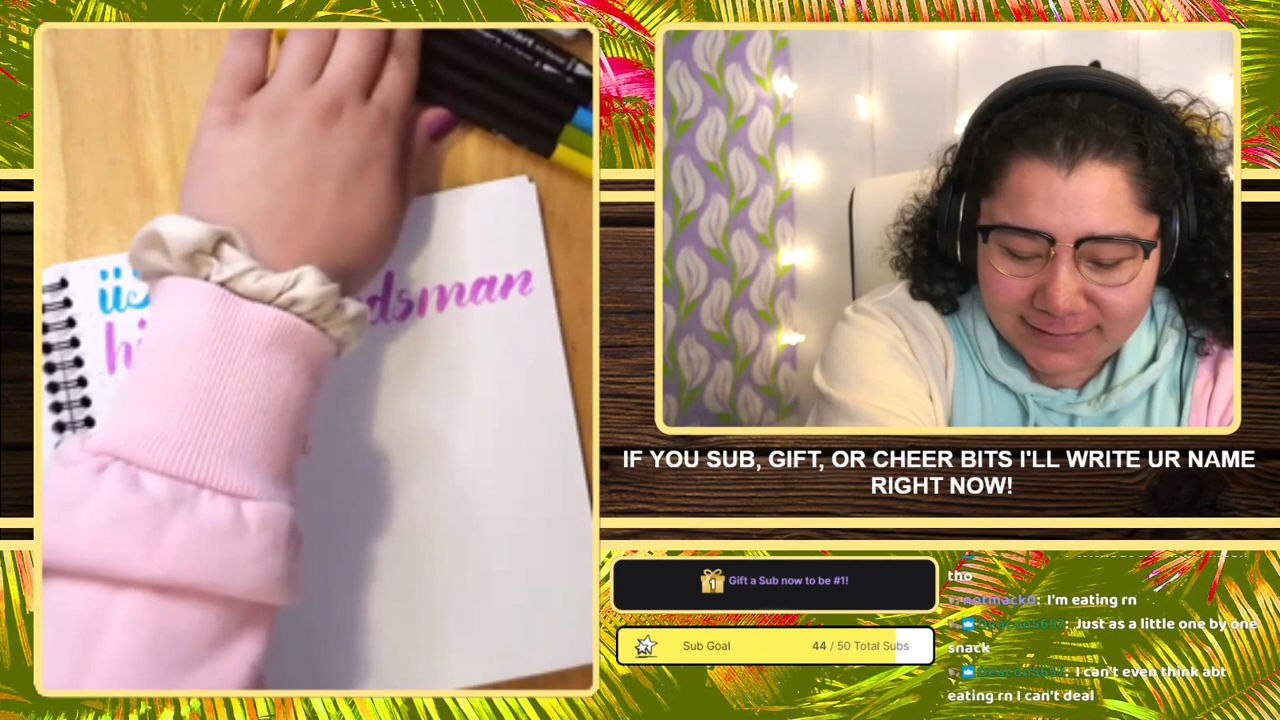 dsman
IF YOU SUB, GIFT, OR CHEER BITS I'LL WRITE UR NAME
RIGHT NOW!
1 Gift a Sub now to be #1!
Sub Goal 44 / 50 Total Subs
tho
notmack0: I'm eating rn
: Just as a little one by one
snack
: I can't even think abt
eating rn I can't deal